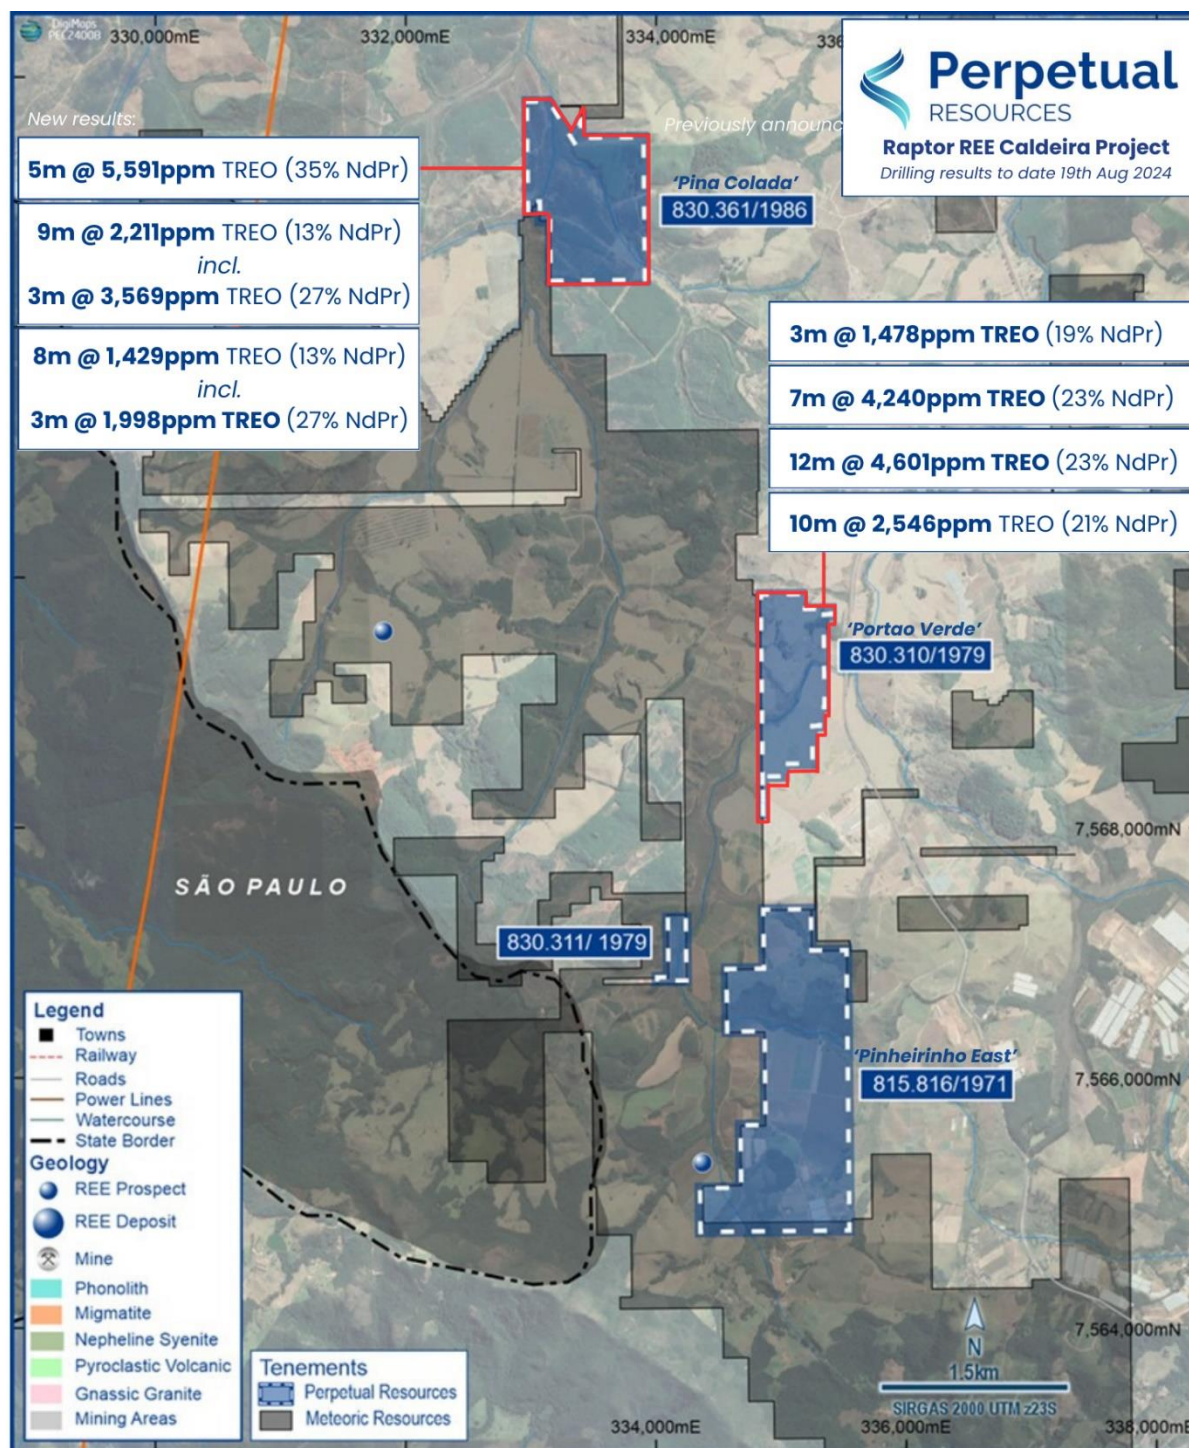 DigiMaps
PEC24008
330,000mE
332,000mE
334,000mE
336
Perpetual
RESOURCES
Raptor REE Caldeira Project
Drilling results to date 19th Aug 2024
New results:
Previously announc
5m @ 5,591ppm TREO (35% NdPr)
9m @ 2,211ppm TREO (13% NdPr)
incl.
3m @ 3,569ppm TREO (27% NdPr)
8m @ 1,429ppm TREO (13% NdPr)
incl.
3m @ 1,998ppm TREO (27% NdPr)
'Pina Colada'
830.361/1986
3m @ 1,478ppm TREO (19% NdPr)
7m @ 4,240ppm TREO (23% NdPr)
12m @ 4,601ppm TREO (23% NdPr)
10m @ 2,546ppm TREO (21% NdPr)
'Portao Verde'
830.310/1979
7,568,000mN
SÃO PAULO
830.311/ 1979
'Pinheirinho East'
815.816/1971
7,566,000mN
Legend
Towns
Railway
Roads
Power Lines
Watercourse
State Border
Geology
REE Prospect
REE Deposit
Mine
Phonolith
Migmatite
Nepheline Syenite
Pyroclastic Volcanic
Gnassic Granite
Mining Areas
Tenements
Perpetual Resources
Meteoric Resources
7,564,000mN
N
1.5km
SIRGAS 2000 UTM z23S
334,000mE
336,000mE
338,000mE